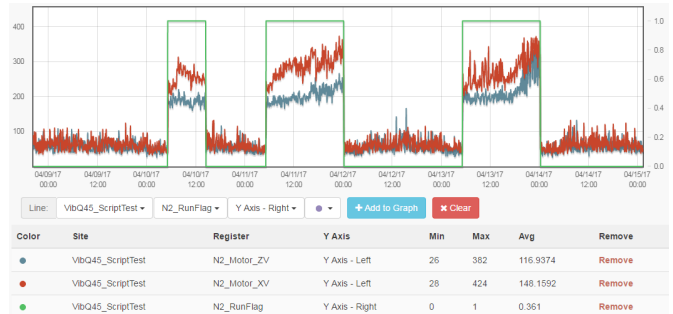 400
300
200
100
1.0
0.8
0.6
0.4
0.2
0.0
04/09/17 04/09/17 04/10/17 04/10/17 04/11/17 04/11/17 04/12/17 04/12/17 04/13/17 04/13/17 04/14/17 04/14/17 04/15/17
00:00 12:00 00:00 12:00 00:00 12:00 00:00 12:00 00:00 12:00 00:00 12:00 00:00
Line: VibQ45_ScriptTest N2_RunFlag Y Axis - Right + Add to Graph × Clear
Color Site Register Y Axis Min Max Avg Remove
VibQ45_ScriptTest N2_Motor_ZV Y Axis - Left 26 382 116.9374 Remove
VibQ45_ScriptTest N2_Motor_XV Y Axis - Left 28 424 148.1592 Remove
VibQ45_ScriptTest N2_RunFlag Y Axis - Right 0 1 0.361 Remove